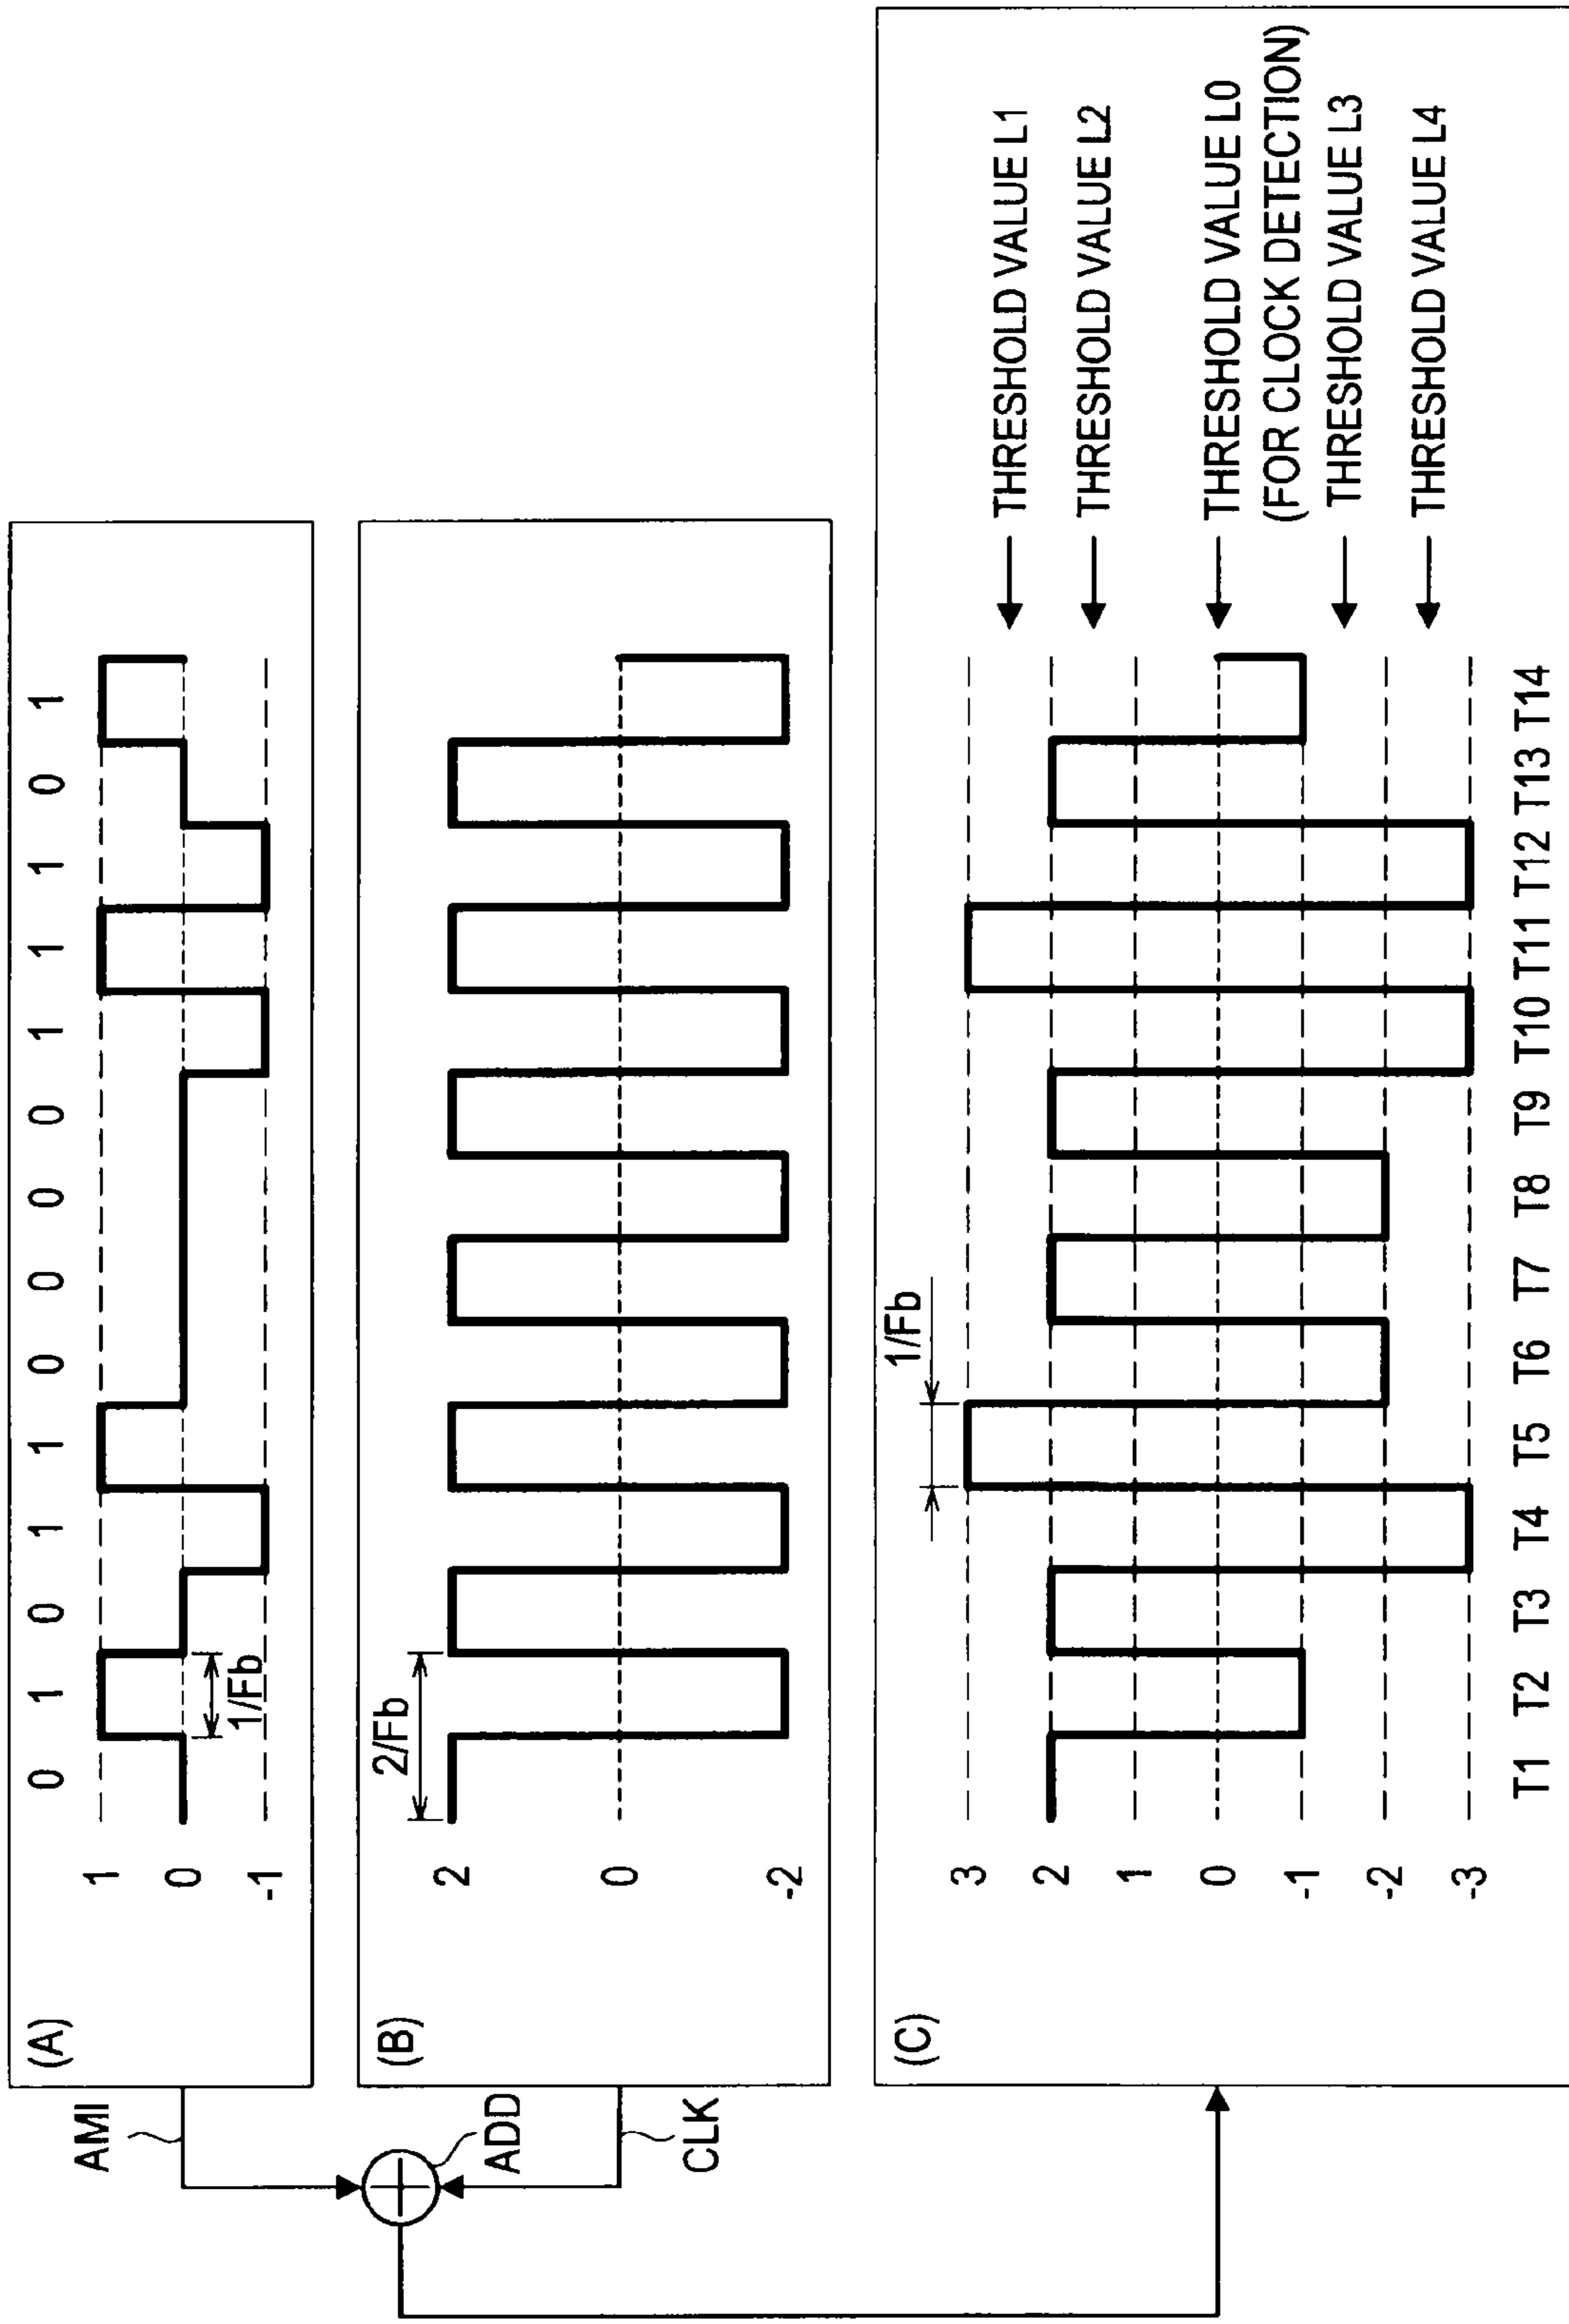 (A)
0 1 0 1 1 0 0 0 0 1 1 1 0 1
1
0
-1
1/Fb
AMI
(B)
2/Fb
2
0
-2
ADD
CLK
(C)
1/Fb
3
2
1
0
-1
-2
-3
THRESHOLD VALUE L1
THRESHOLD VALUE L2
THRESHOLD VALUE L0
(FOR CLOCK DETECTION)
THRESHOLD VALUE L3
THRESHOLD VALUE L4
T1 T2 T3 T4 T5 T6 T7 T8 T9 T10 T11 T12 T13 T14